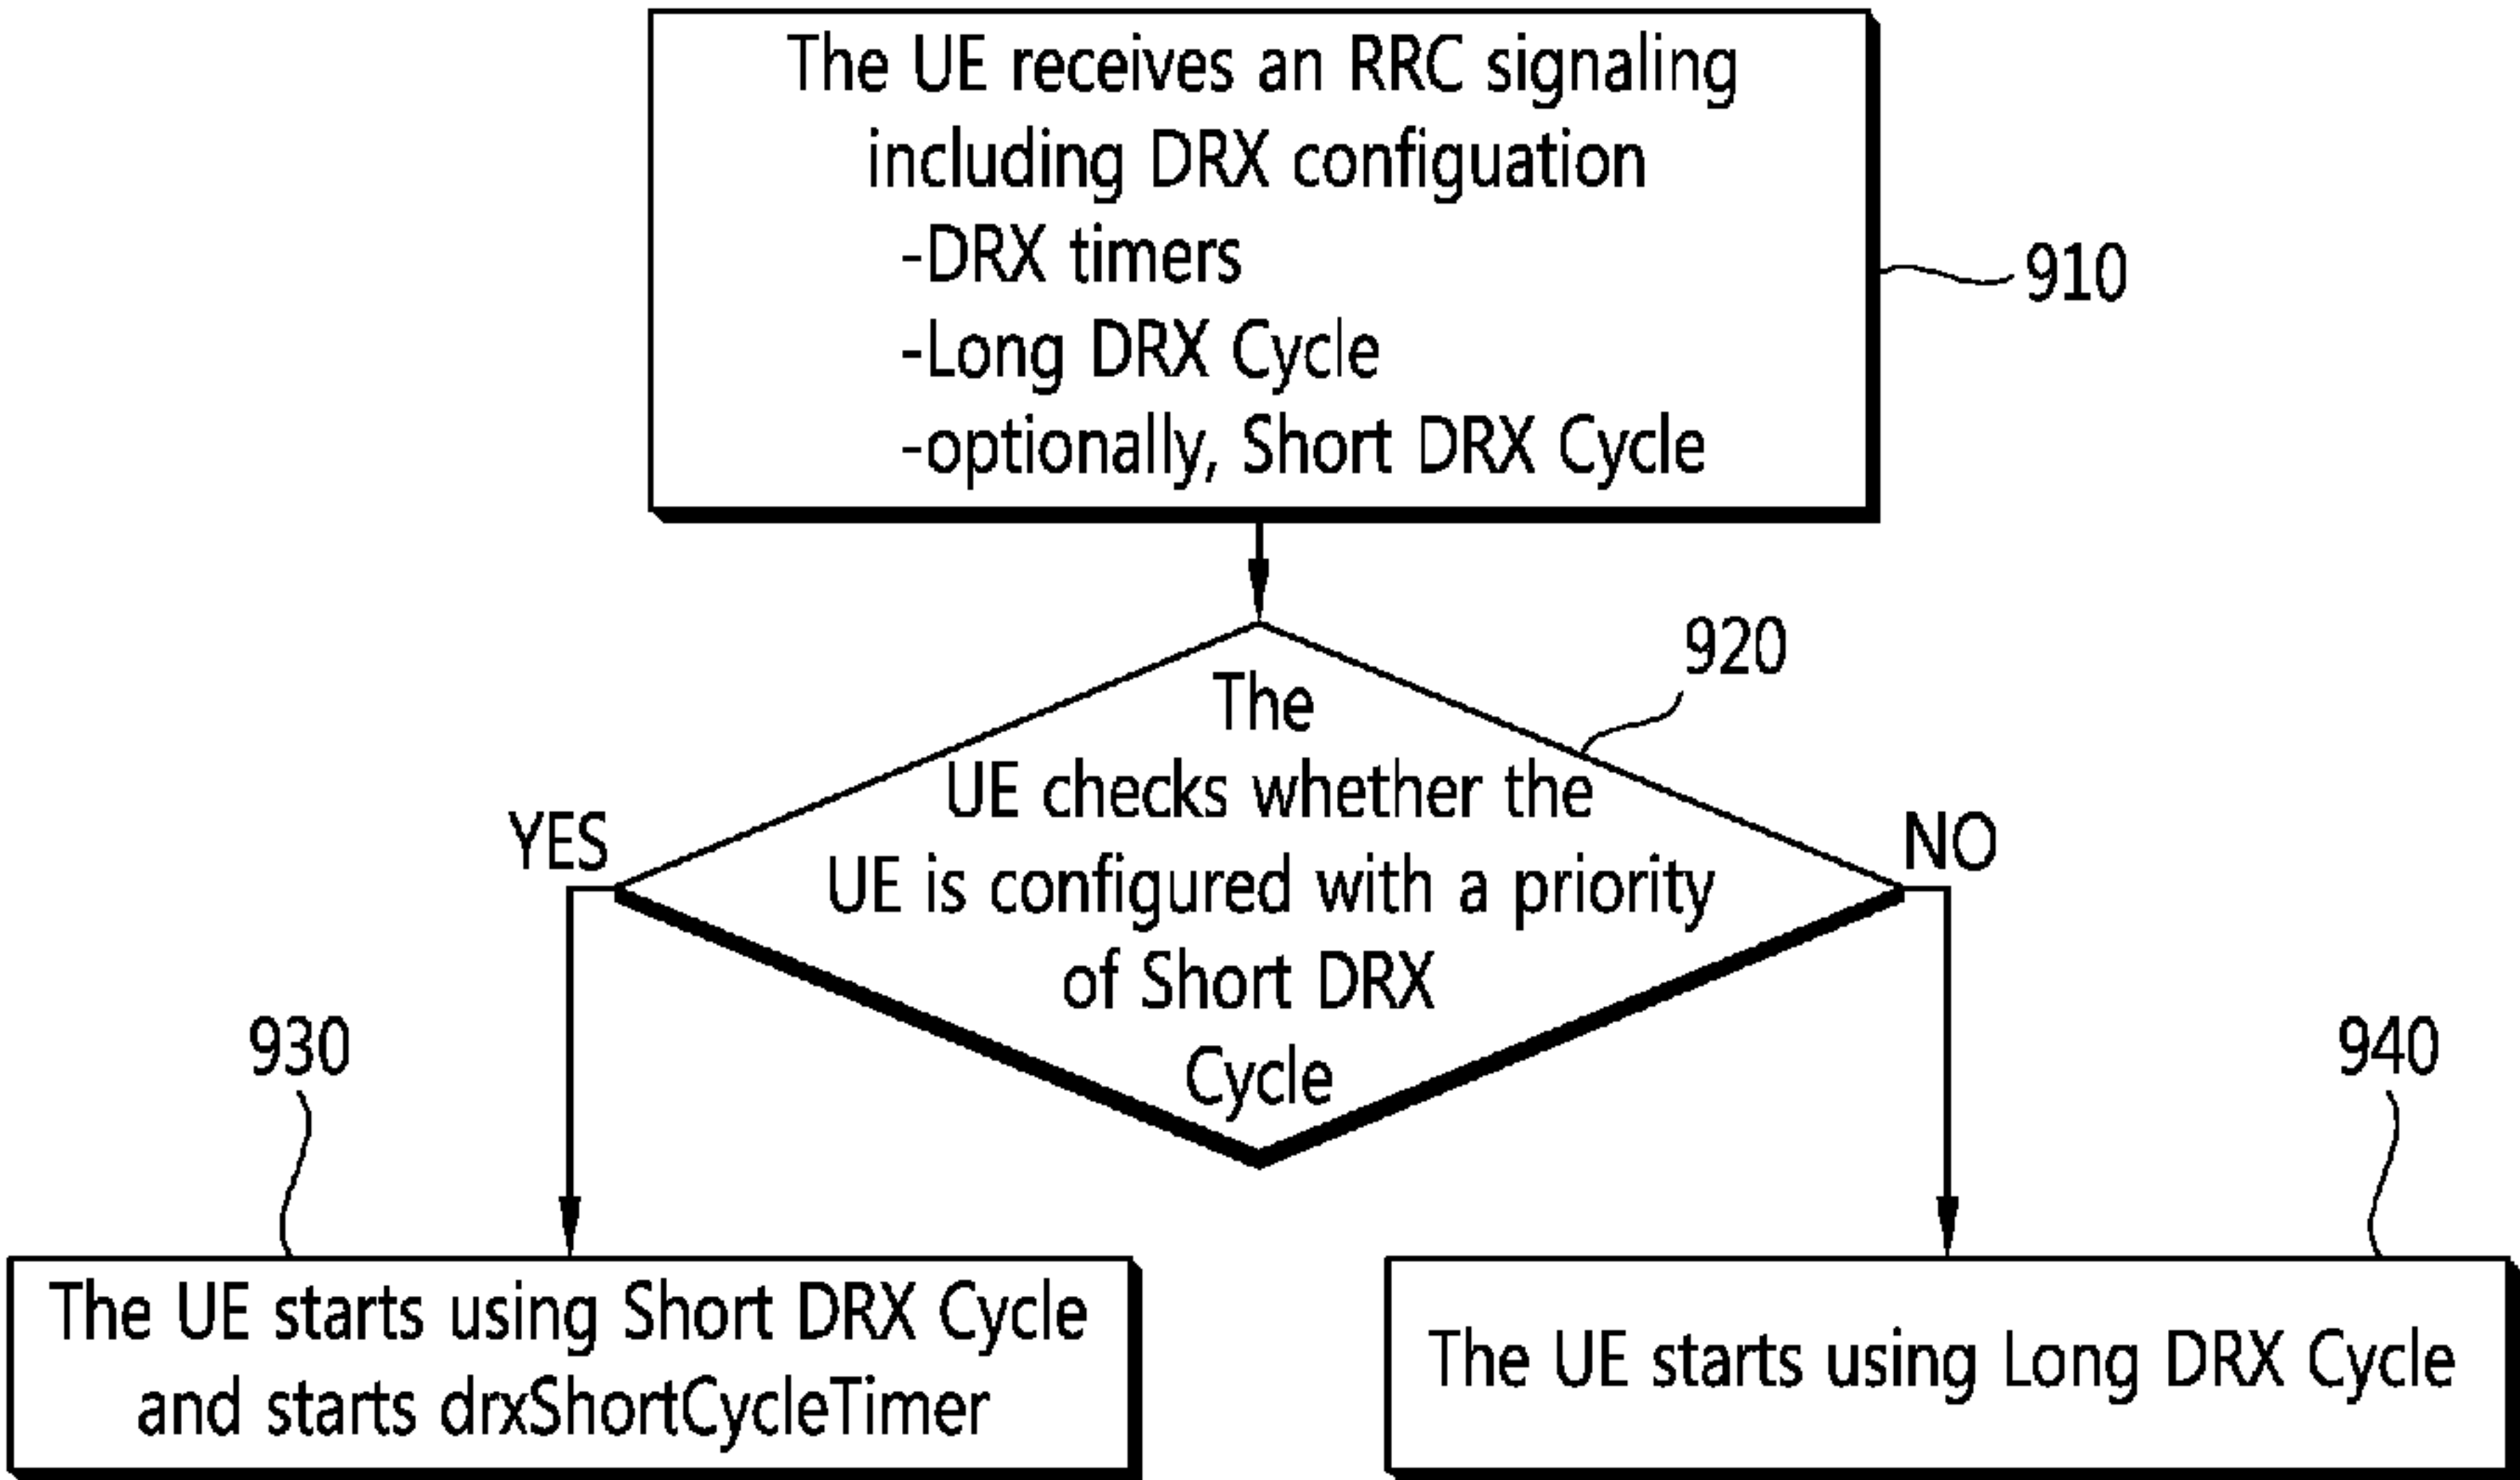 The UE receives an RRC signaling
including DRX configuation
-DRX timers
-Long DRX Cycle
-optionally, Short DRX Cycle
910
920
The
UE checks whether the
UE is configured with a priority
of Short DRX
Cycle
YES
NO
930
940
The UE starts using Short DRX Cycle
and starts drxShortCycleTimer
The UE starts using Long DRX Cycle